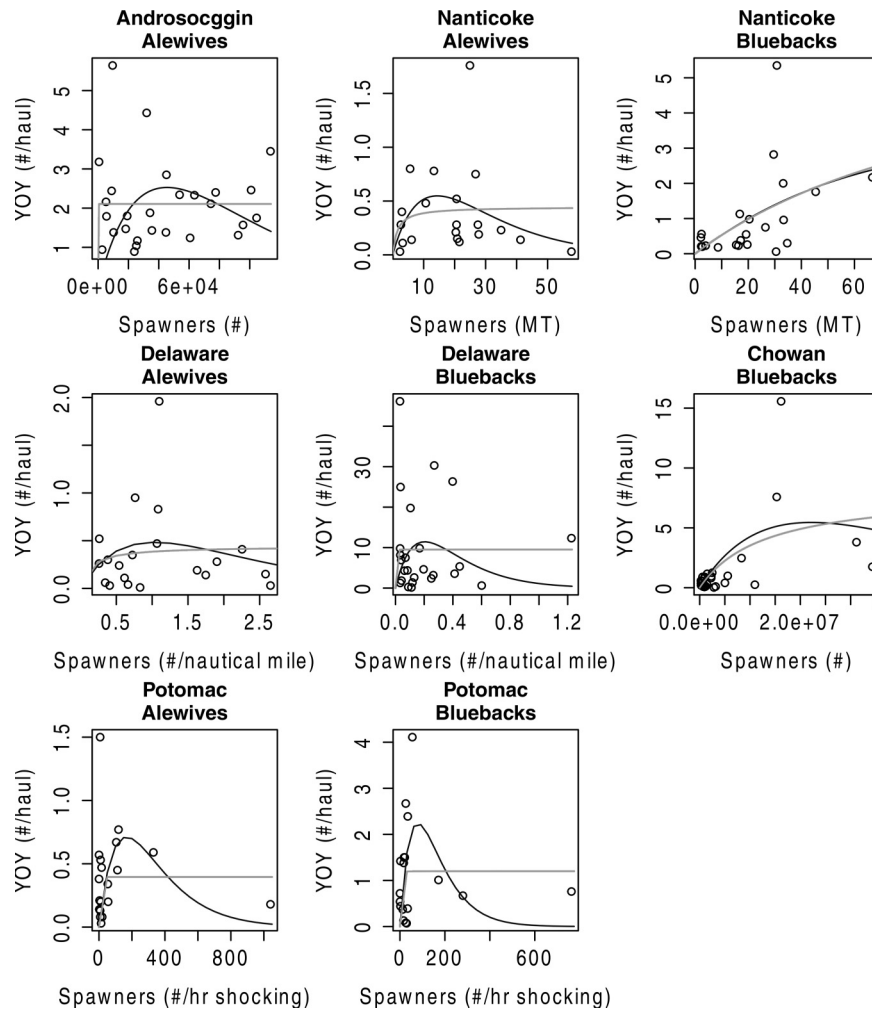 Androsocggin
Alewives
YOY (#/haul)
5
4
3
2
1
0e+00 6e+04
Spawners (#)
Nanticoke
Alewives
YOY (#/haul)
1.5
1.0
0.5
0.0
10 30 50
Spawners (MT)
Nanticoke
Bluebacks
YOY (#/haul)
5
4
3
2
1
0
0 20 40 60
Spawners (MT)
Delaware
Alewives
YOY (#/haul)
2.0
1.0
0.0
0.5 1.5 2.5
Spawners (#/nautical mile)
Delaware
Bluebacks
YOY (#/haul)
30
10
0
0.0 0.4 0.8 1.2
Spawners (#/nautical mile)
Chowan
Bluebacks
YOY (#/haul)
15
10
5
0
0.0e+00 2.0e+07
Spawners (#)
Potomac
Alewives
YOY (#/haul)
1.5
1.0
0.5
0.0
0 400 800
Spawners (#/hr shocking)
Potomac
Bluebacks
YOY (#/haul)
4
3
2
1
0
0 200 600
Spawners (#/hr shocking)